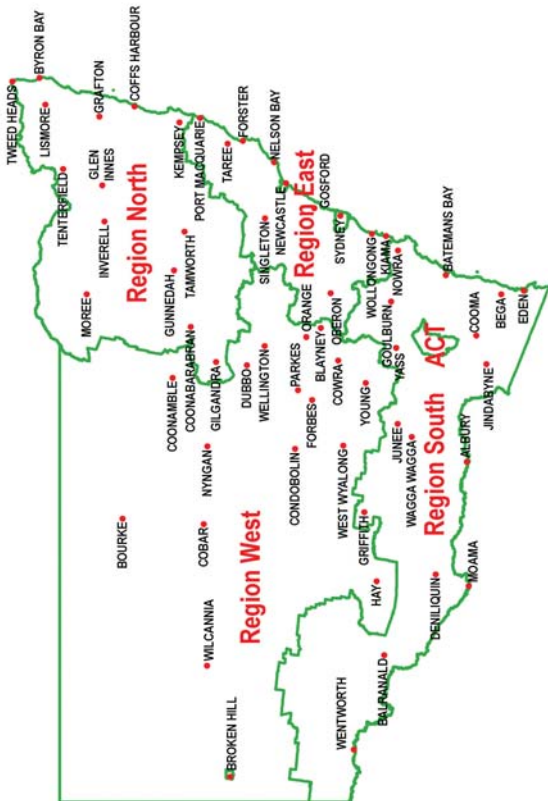 TWEED HEADS
BYRON BAY
LISMORE
TENTERFIELD
GRAFTON
GLEN
INNES
COFFS HARBOUR
INVERELL
MOREE
Region North
KEMPSEY
PORT MACQUARIE
GUNNEDAH
TAMWORTH
TAREE
FORSTER
COONABARABRAN
COONAMBLE
GILGANDRA
SINGLETON
NELSON BAY
NEWCASTLE
Region East
GOSFORD
DUBBO
WELLINGTON
BOURKE
NYNGAN
COBAR
WILCANNIA
Region West
BROKEN HILL
PARKES
ORANGE
BLAYNEY
OBERON
SYDNEY
FORBES
CONDOBOLIN
COWRA
WOLLONGONG
KIAMA
NOWRA
GOULBURN
YOUNG
YASS
WEST WYALONG
GRIFFITH
HAY
JUNEE
WAGGA WAGGA
Region South
ACT
BATEMANS BAY
COOMA
BEGA
EDEN
JINDABYNE
ALBURY
MOAMA
DENILIQUIN
BALRANALD
WENTWORTH